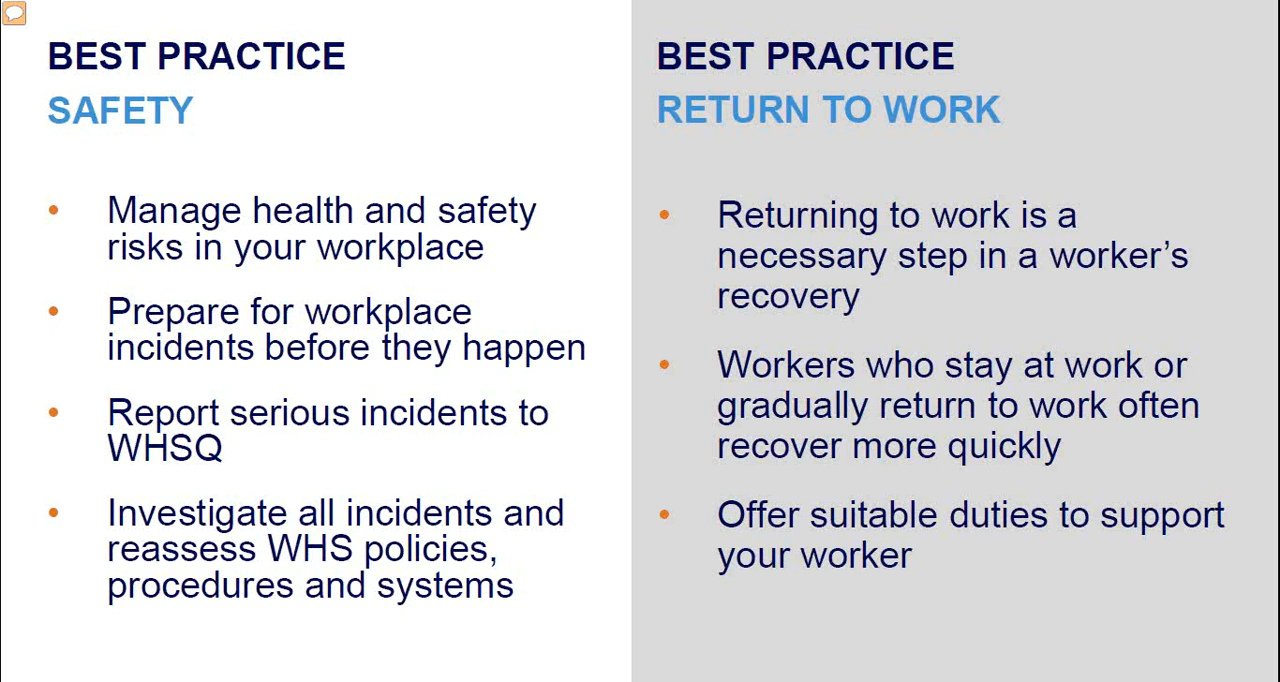 BEST PRACTICE
SAFETY
• Manage health and safety
risks in your workplace
• Prepare for workplace
incidents before they happen
• Report serious incidents to
WHSQ
• Investigate all incidents and
reassess WHS policies,
procedures and systems
BEST PRACTICE
RETURN TO WORK
• Returning to work is a
necessary step in a worker’s
recovery
• Workers who stay at work or
gradually return to work often
recover more quickly
• Offer suitable duties to support
your worker